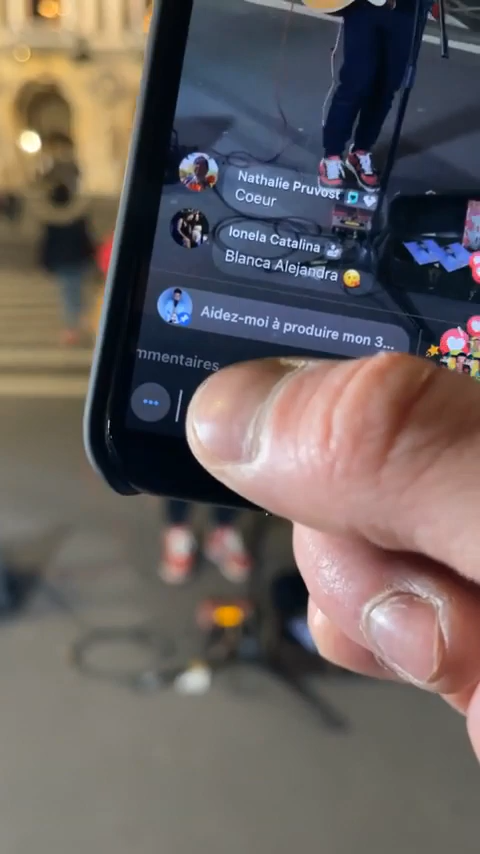 Nathalie Pruvost
Coeur
Ionela Catalina
Blanca Alejandra 😘
Aidez-moi à produire mon 3...
mmentaires